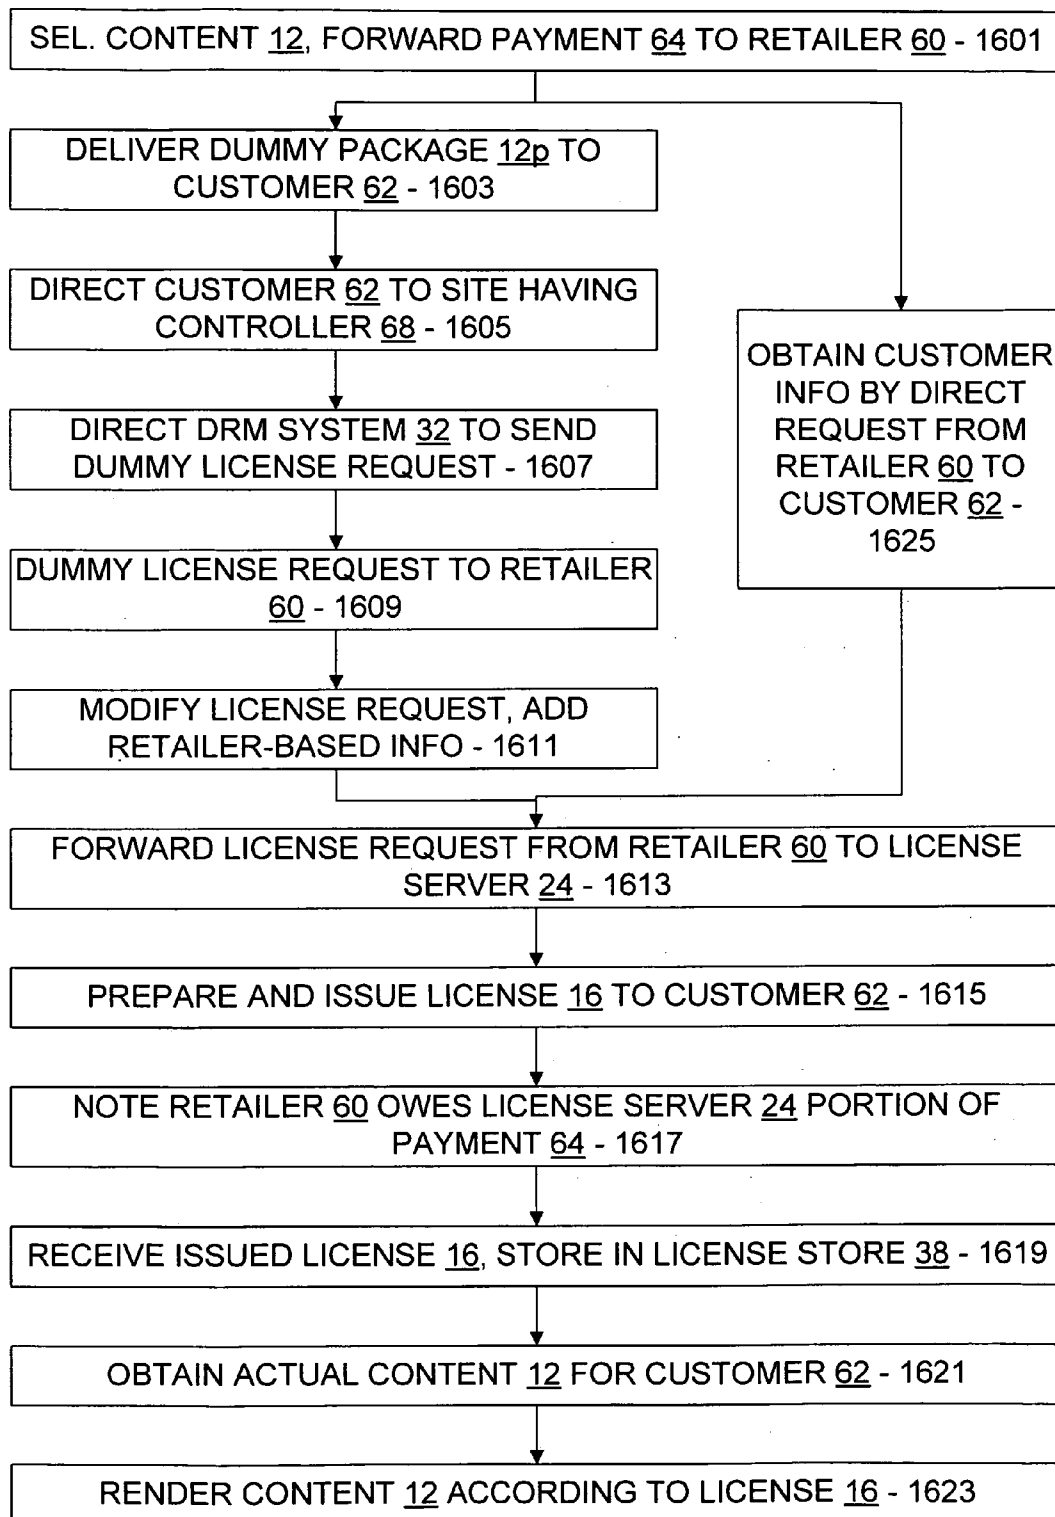 SEL. CONTENT 12, FORWARD PAYMENT 64 TO RETAILER 60 - 1601
DELIVER DUMMY PACKAGE 12p TO
CUSTOMER 62 - 1603
DIRECT CUSTOMER 62 TO SITE HAVING
CONTROLLER 68 - 1605
DIRECT DRM SYSTEM 32 TO SEND
DUMMY LICENSE REQUEST - 1607
DUMMY LICENSE REQUEST TO RETAILER
60 - 1609
MODIFY LICENSE REQUEST, ADD
RETAILER-BASED INFO - 1611
OBTAIN CUSTOMER
INFO BY DIRECT
REQUEST FROM
RETAILER 60 TO
CUSTOMER 62 -
1625
FORWARD LICENSE REQUEST FROM RETAILER 60 TO LICENSE
SERVER 24 - 1613
PREPARE AND ISSUE LICENSE 16 TO CUSTOMER 62 - 1615
NOTE RETAILER 60 OWES LICENSE SERVER 24 PORTION OF
PAYMENT 64 - 1617
RECEIVE ISSUED LICENSE 16, STORE IN LICENSE STORE 38 - 1619
OBTAIN ACTUAL CONTENT 12 FOR CUSTOMER 62 - 1621
RENDER CONTENT 12 ACCORDING TO LICENSE 16 - 1623